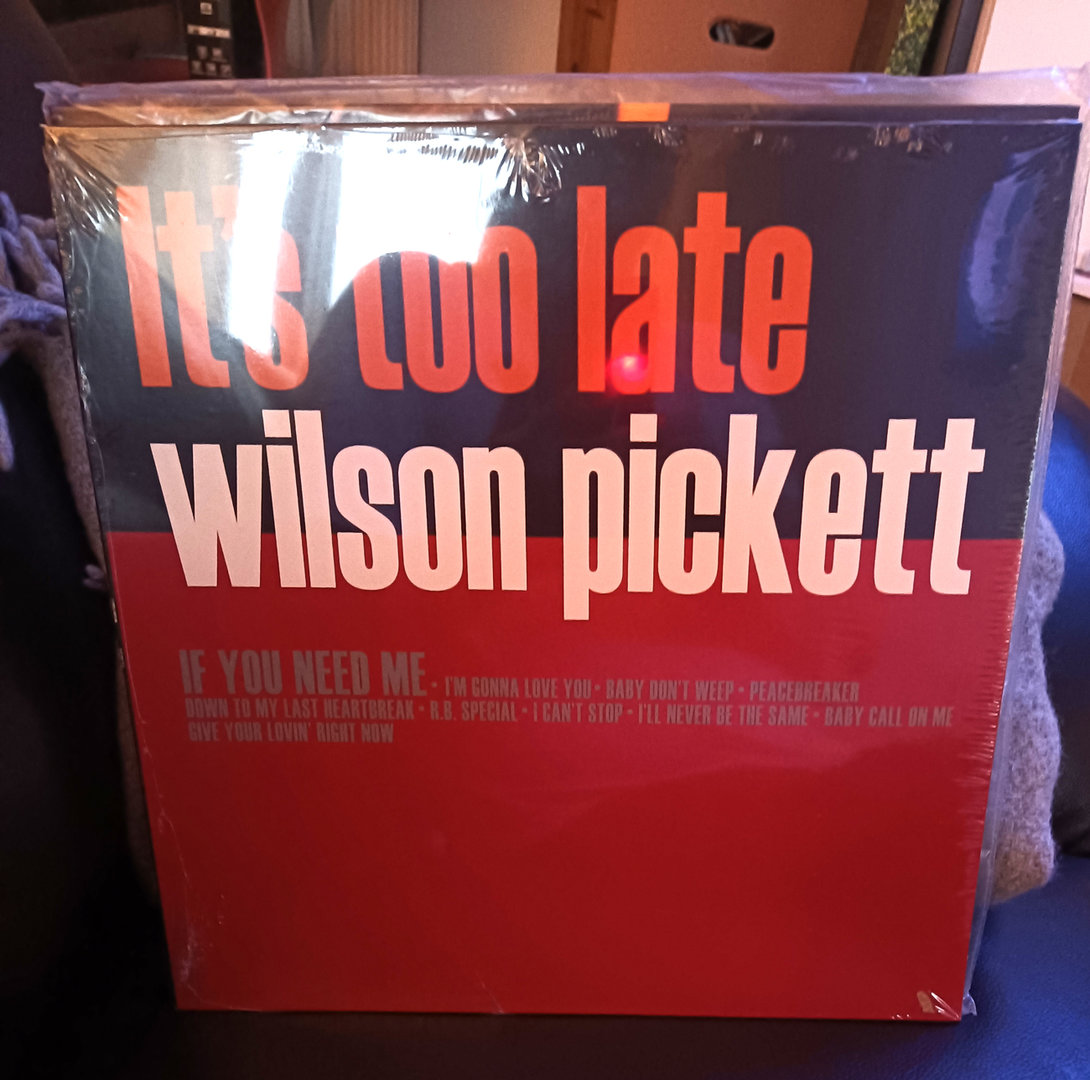 It's too late
wilson pickett
IF YOU NEED ME • I'M GONNA LOVE YOU • BABY DON'T WEEP • PEACEBREAKER
DOWN TO MY LAST HEARTBREAK • R.B. SPECIAL • I CAN'T STOP • I'LL NEVER BE THE SAME • BABY CALL ON ME
GIVE YOUR LOVIN' RIGHT NOW